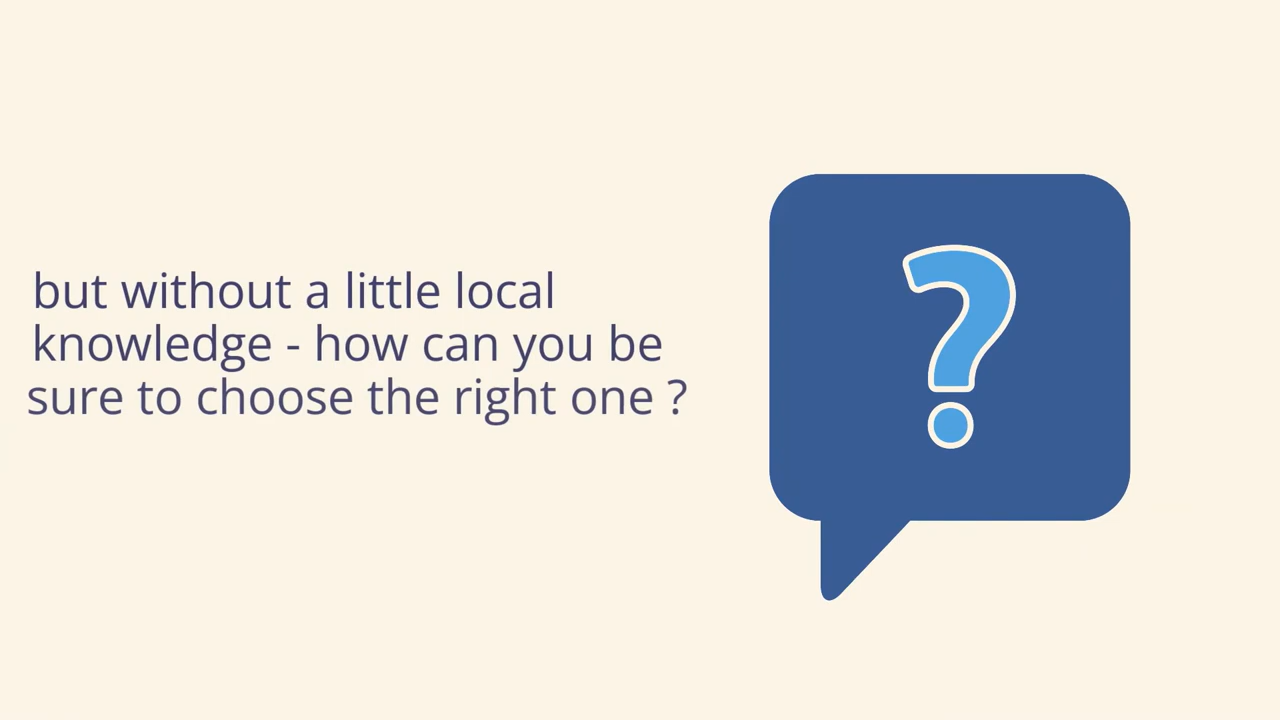 but without a little local
knowledge - how can you be
sure to choose the right one ?
?